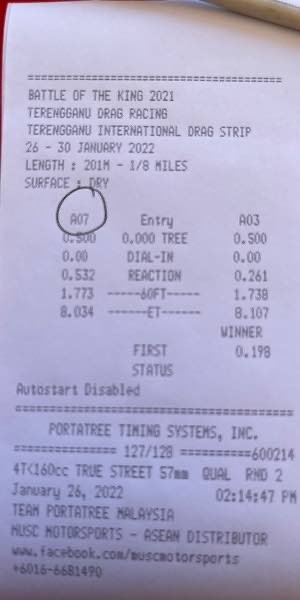 ==================================
BATTLE OF THE KING 2021
TERENGGANU DRAG RACING
TERENGGANU INTERNATIONAL DRAG STRIP
26 - 30 JANUARY 2022
LENGTH : 201M - 1/8 MILES
SURFACE : DRY
A07 Entry A03
0.500 0.000 TREE 0.500
0.00 DIAL-IN 0.00
0.532 REACTION 0.261
1.773 -----60FT----- 1.738
8.034 ------ET------ 8.107
WINNER
FIRST 0.198
STATUS
Autostart Disabled
==================================
PORTATREE TIMING SYSTEMS, INC.
============== 127/128 ==========600214
4T<160cc TRUE STREET 57mm QUAL RND 2
January 26, 2022 02:14:47 PM
TEAM PORTATREE MALAYSIA
MUSC MOTORSPORTS - ASEAN DISTRIBUTOR
www.facebook.com/muscmotorsports
+6016-6681490